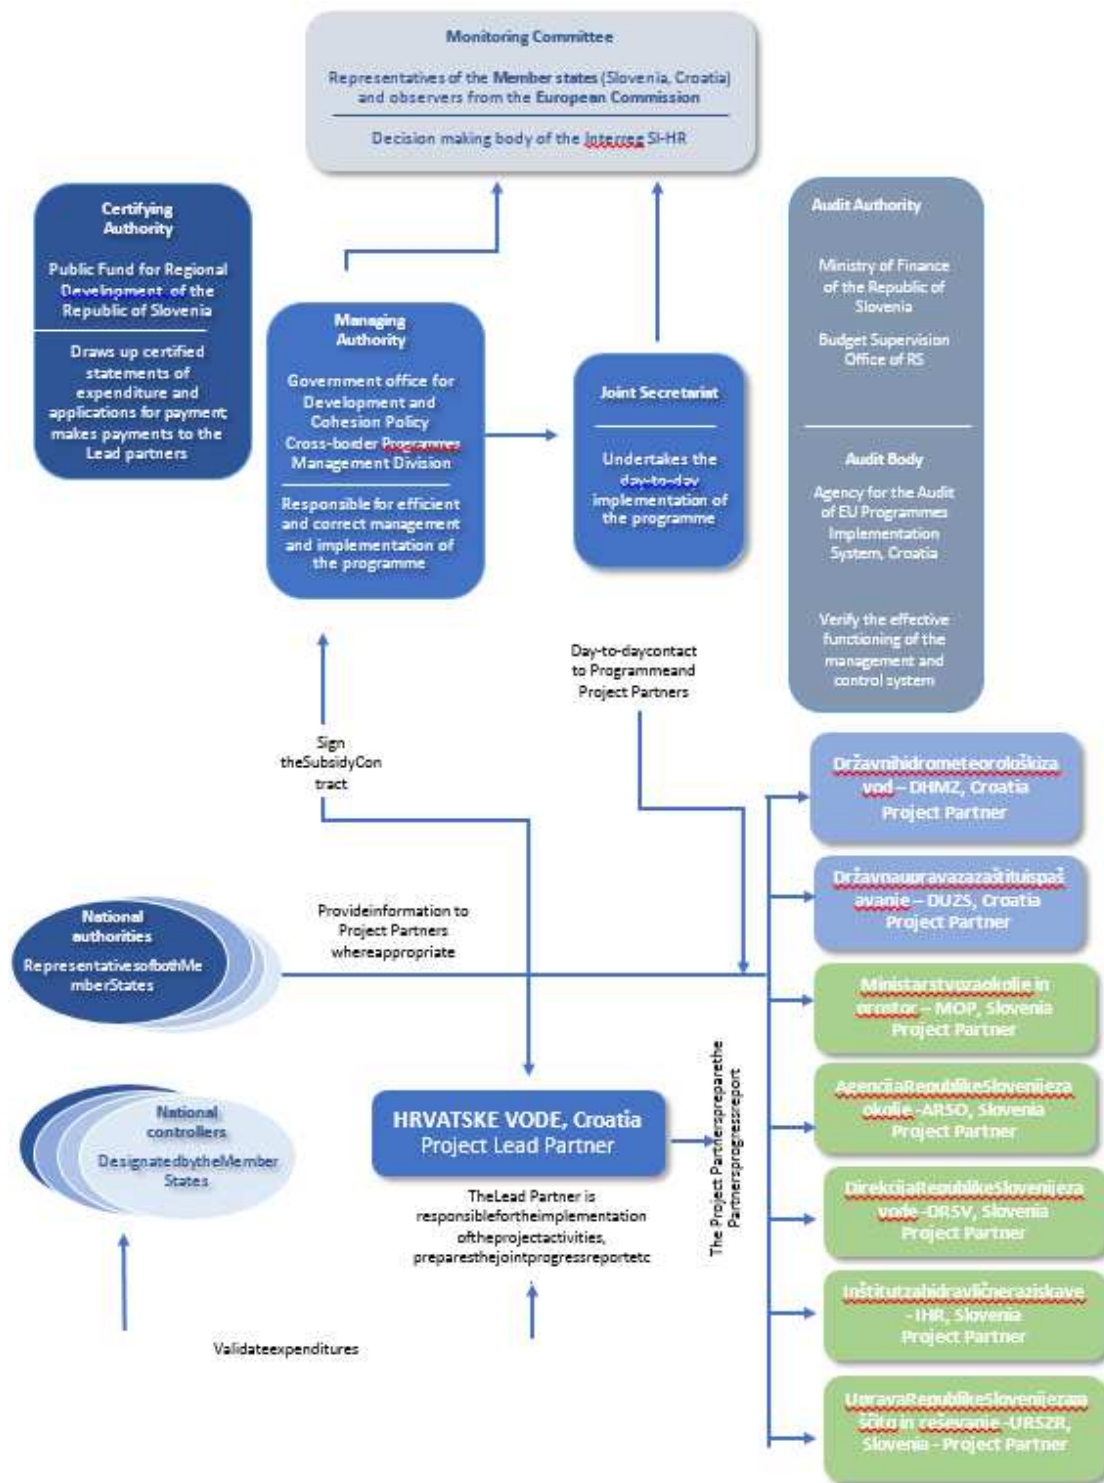 Monitoring Committee
Representatives of the Member states (Slovenia, Croatia)
and observers from the European Commission
Decision making body of the Interreg SI-HR
Certifying
Authority
Public Fund for Regional
Development of the
Republic of Slovenia
Draws up certified
statements of
expenditure and
applications for payment;
makes payments to the
Lead partners
Managing
Authority
Government office for
Development and
Cohesion Policy
Cross-border Programmes
Management Division
Responsible for efficient
and correct management
and implementation of
the programme
Joint Secretariat
Undertakes the
day-to-day
implementation of
the programme
Audit Authority
Ministry of Finance
of the Republic of
Slovenia
Budget Supervision
Office of RS
Audit Body
Agency for the Audit
of EU Programmes
Implementation
System, Croatia
Verify the effective
functioning of the
management and
control system
Day-to-daycontact
to Programmeand
Project Partners
Sign
theSubsidyCon
tract
Državnihidrometeorološkiza
vod – DHMZ, Croatia
Project Partner
Državnaupravazazaštituispaš
avanje – DUZS, Croatia
Project Partner
Ministarstvozaokolje in
prostor – MOP, Slovenia
Project Partner
AgencijaRepublikeSlovenijeza
okolje -ARSO, Slovenia
Project Partner
DirekcijaRepublikeSlovenijeza
vode -DRSV, Slovenia
Project Partner
Inštitutzahidravličneraziskave
- IHR, Slovenia
Project Partner
UpravaRepublikeSlovenijezaza
ščito in reševanje -URSZR,
Slovenia - Project Partner
National
authorities
RepresentativesofbothMe
mberStates
Provideinformation to
Project Partners
whereappropriate
National
controllers
DesignatedbytheMember
States
HRVATSKE VODE, Croatia
Project Lead Partner
TheLead Partner is
responsiblefortheimplementation
oftheprojectactivities,
preparesthejointprogressreportetc
The Project Partnerspreparethe
Partnersprogressreport
Validateexpenditures